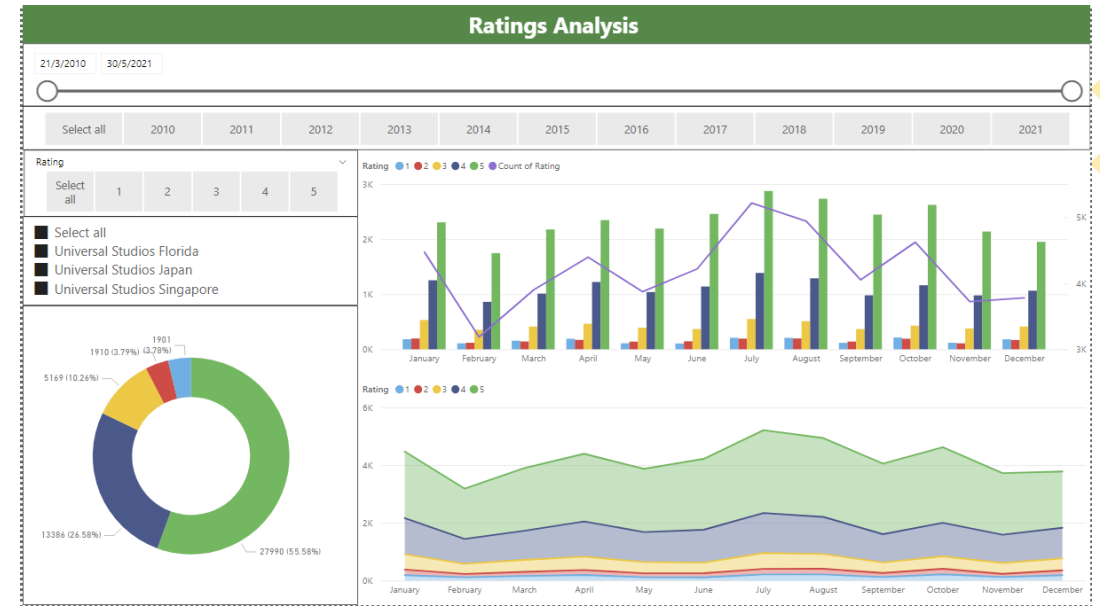 Ratings Analysis
21/3/2010 30/5/2021
Select all 2010 2011 2012 2013 2014 2015 2016 2017 2018 2019 2020 2021
Rating
Select all 1 2 3 4 5
Select all
Universal Studios Florida
Universal Studios Japan
Universal Studios Singapore
1901
(3.78%)
1910 (3.79%)
5169 (10.26%)
13386 (26.58%)
27990 (55.58%)
Rating 1 2 3 4 5 Count of Rating
3K
2K
1K
0K
5K
4K
3K
January February March April May June July August September October November December
Rating 1 2 3 4 5
6K
4K
2K
0K
January February March April May June July August September October November December